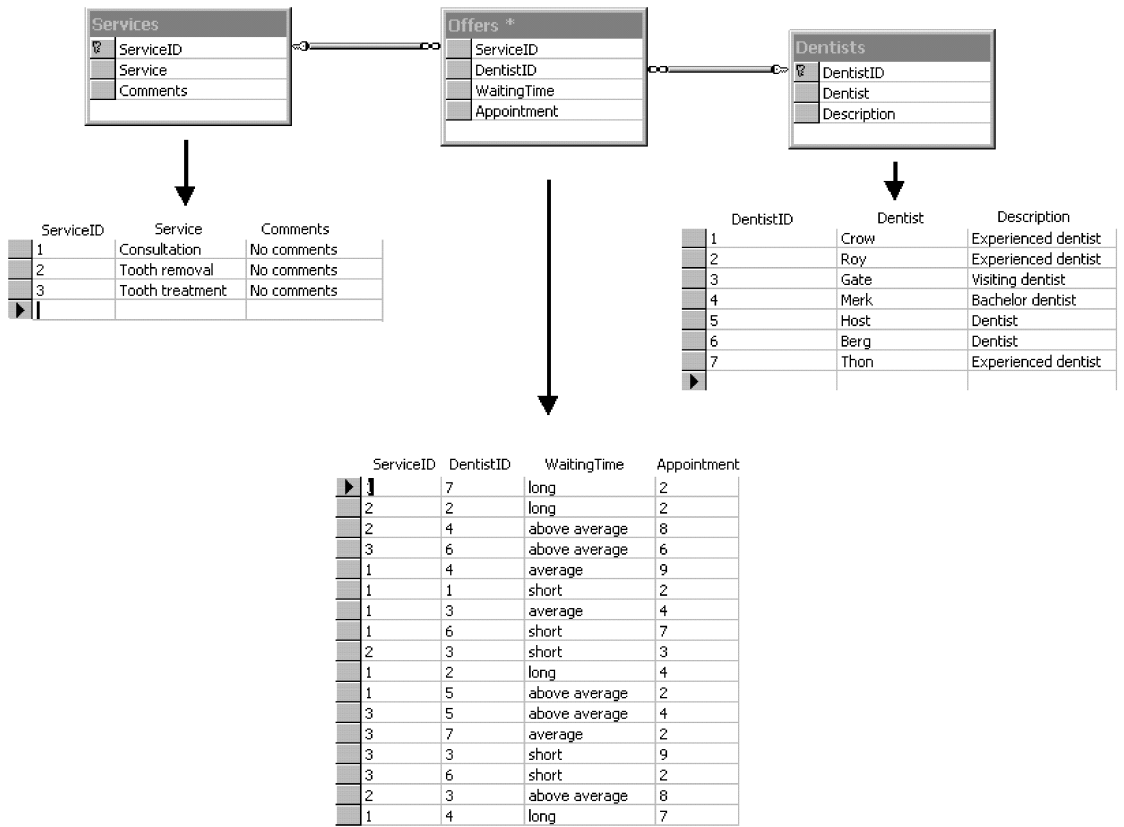 Services
ServiceID
Service
Comments
Offers *
ServiceID
DentistID
WaitingTime
Appointment
Dentists
DentistID
Dentist
Description
ServiceID Service Comments
1 Consultation No comments
2 Tooth removal No comments
3 Tooth treatment No comments
DentistID Dentist Description
1 Crow Experienced dentist
2 Roy Experienced dentist
3 Gate Visiting dentist
4 Merk Bachelor dentist
5 Host Dentist
6 Berg Dentist
7 Thon Experienced dentist
ServiceID DentistID WaitingTime Appointment
7 long 2
2 2 long 2
2 4 above average 8
3 6 above average 6
1 4 average 9
1 1 short 2
1 3 average 4
1 6 short 7
2 3 short 3
1 2 long 4
1 5 above average 2
3 5 above average 4
3 7 average 2
3 3 short 9
3 6 short 2
2 3 above average 8
1 4 long 7